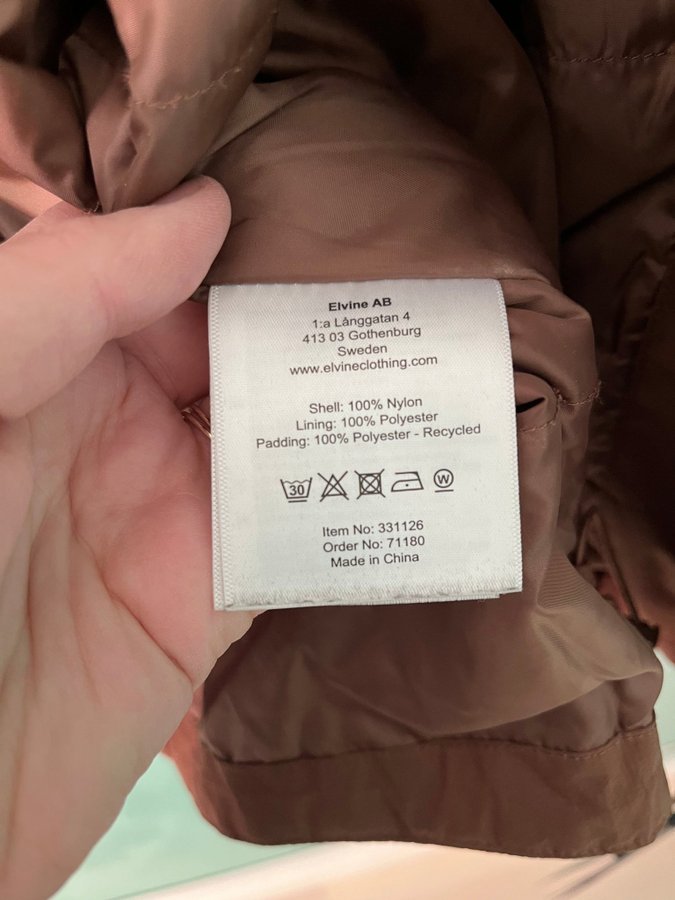 Elvine AB
1:a Långgatan 4
413 03 Gothenburg
Sweden
www.elvineclothing.com
Shell: 100% Nylon
Lining: 100% Polyester
Padding: 100% Polyester - Recycled
30 W
Item No: 331126
Order No: 71180
Made in China